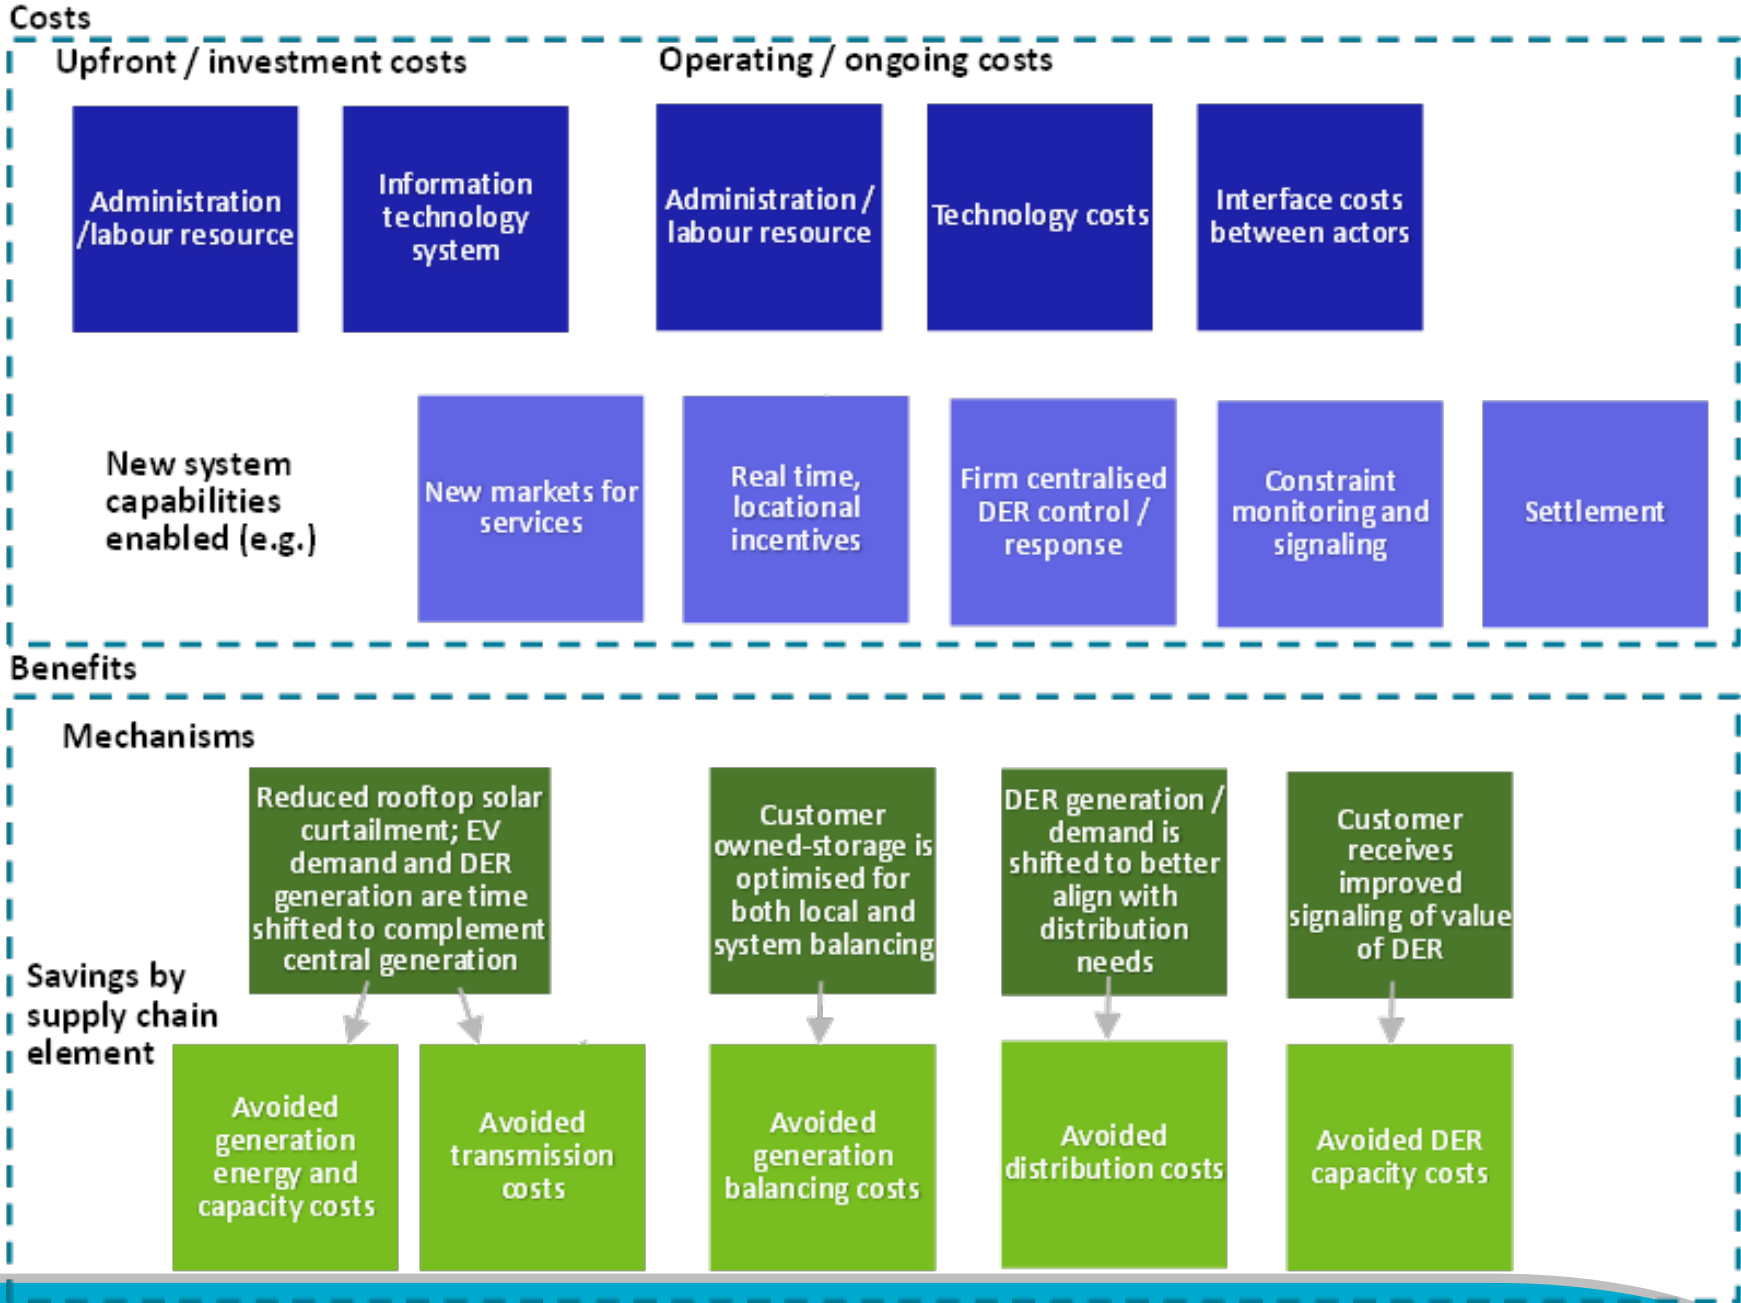 Costs
Upfront / investment costs
Operating / ongoing costs
Administration
/labour resource
Information
technology
system
Administration /
labour resource
Technology costs
Interface costs
between actors
New system
capabilities
enabled (e.g.)
New markets for
services
Real time,
locational
incentives
Firm centralised
DER control /
response
Constraint
monitoring and
signaling
Settlement
Benefits
Mechanisms
Reduced rooftop solar
curtailment; EV
demand and DER
generation are time
shifted to complement
central generation
Customer
owned-storage is
optimised for
both local and
system balancing
DER generation /
demand is
shifted to better
align with
distribution
needs
Customer
receives
improved
signaling of value
of DER
Savings by
supply chain
element
Avoided
generation
energy and
capacity costs
Avoided
transmission
costs
Avoided
generation
balancing costs
Avoided
distribution costs
Avoided DER
capacity costs